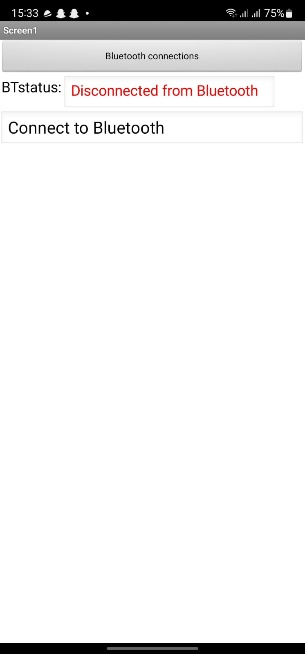 15:33
75%
Screen1
Bluetooth connections
BTstatus: Disconnected from Bluetooth
Connect to Bluetooth